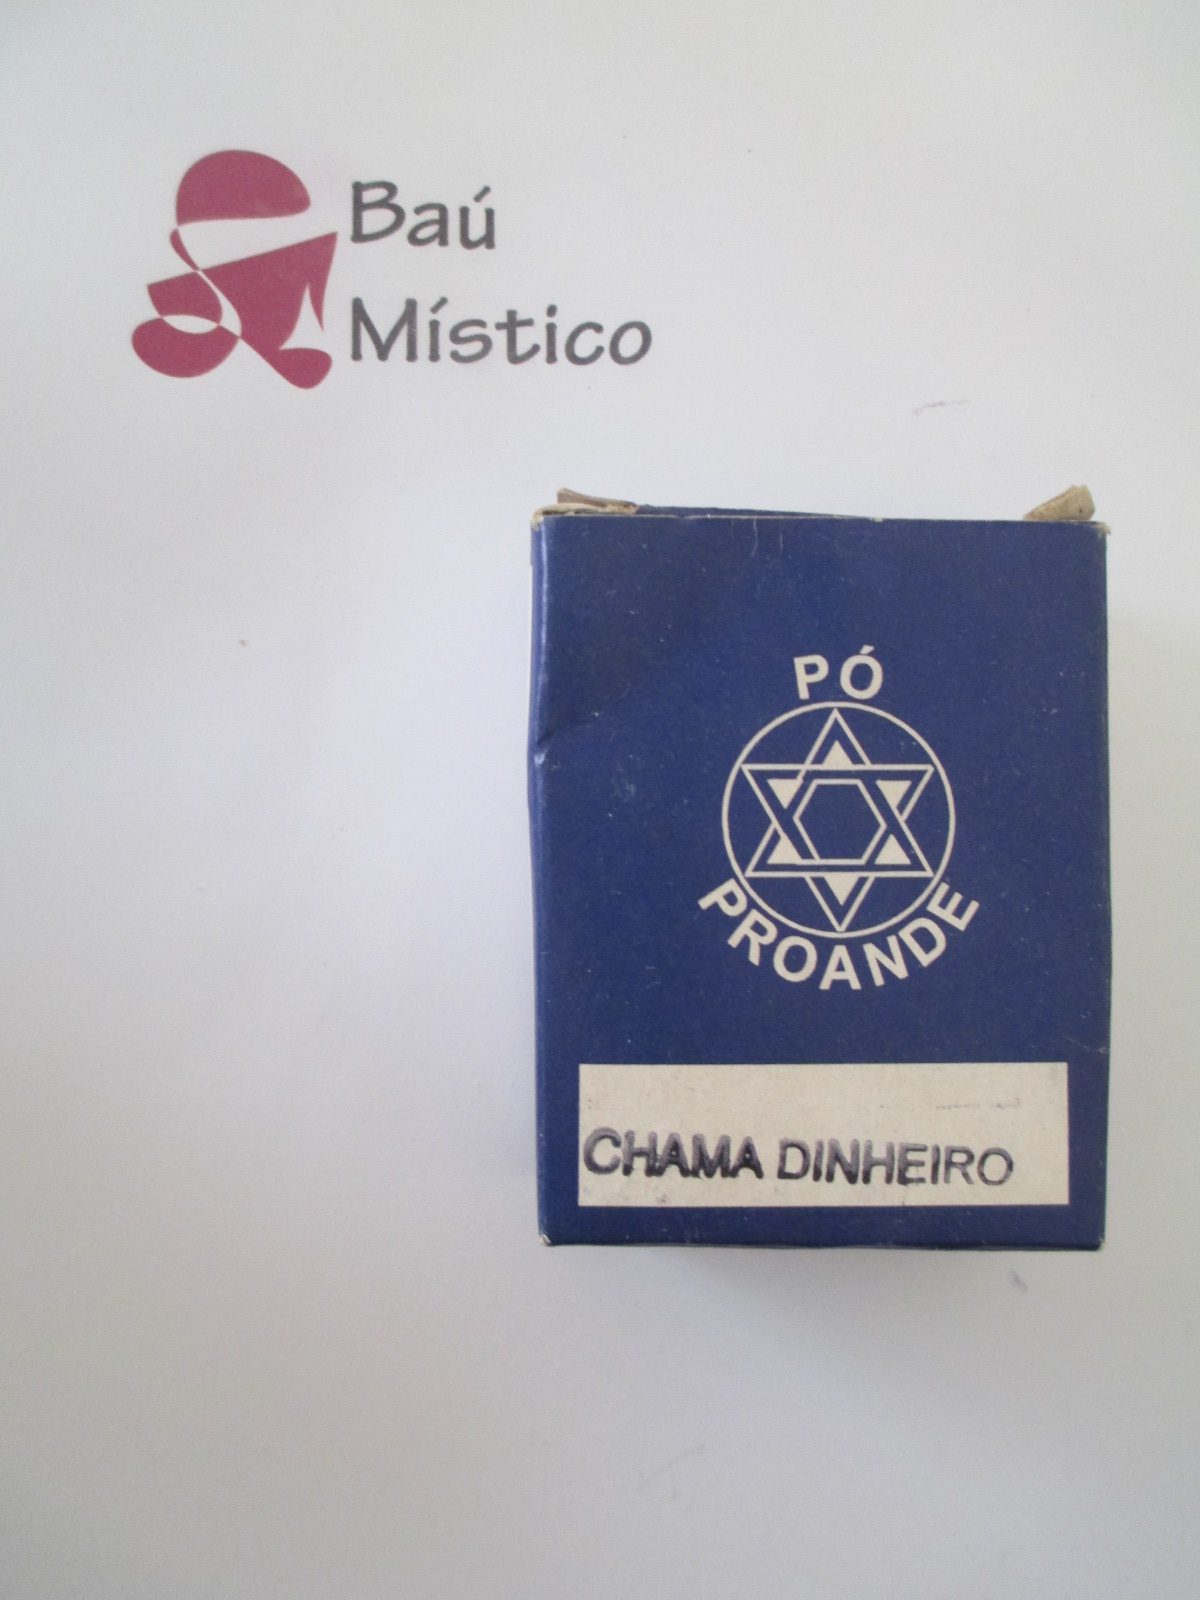 Baú
Místico
PÓ
PROANDE
CHAMA DINHEIRO